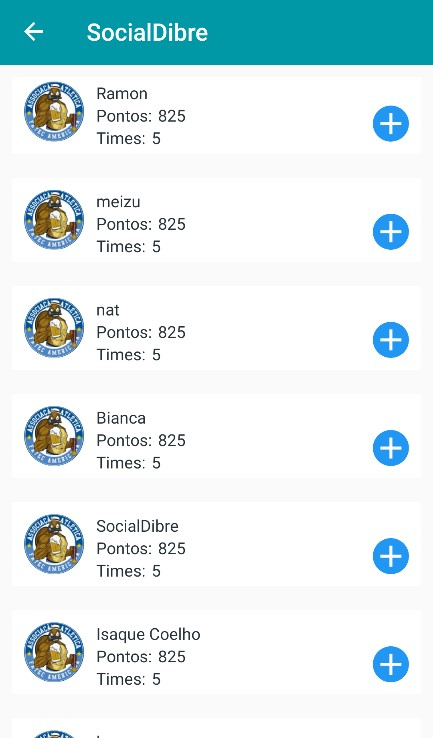 SocialDibre
Ramon
Pontos: 825
Times: 5
meizu
Pontos: 825
Times: 5
nat
Pontos: 825
Times: 5
Bianca
Pontos: 825
Times: 5
SocialDibre
Pontos: 825
Times: 5
Isaque Coelho
Pontos: 825
Times: 5